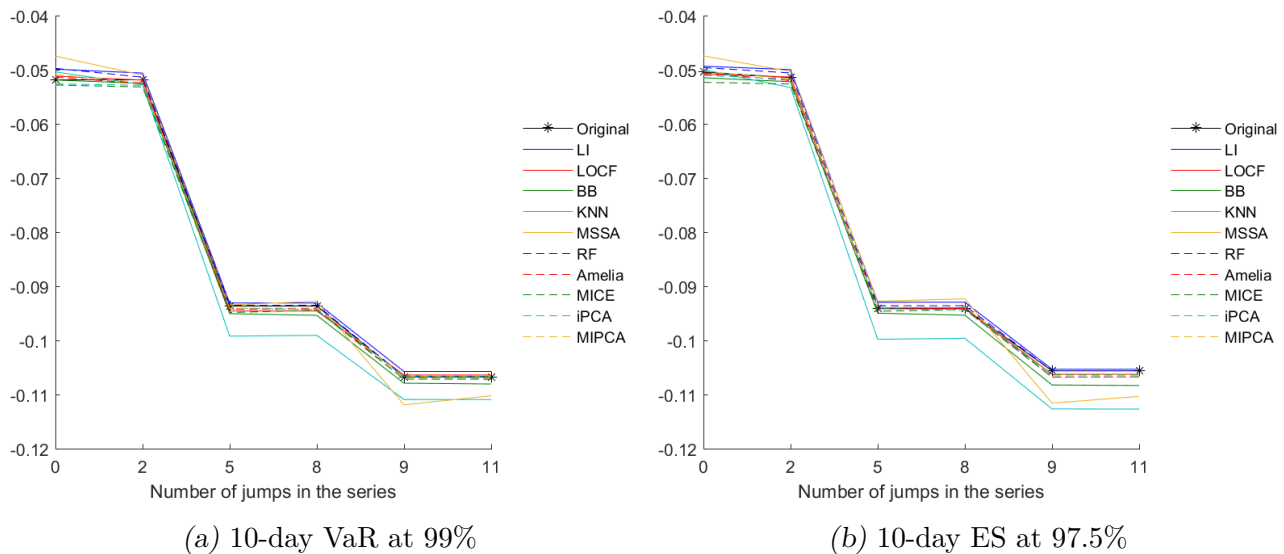 -0.04
-0.05
-0.06
-0.07
-0.08
-0.09
-0.1
-0.11
-0.12
0 2 5 8 9 11
Number of jumps in the series
Original
LI
LOCF
BB
KNN
MSSA
RF
Amelia
MICE
iPCA
MIPCA
(a) 10-day VaR at 99%
-0.04
-0.05
-0.06
-0.07
-0.08
-0.09
-0.1
-0.11
-0.12
0 2 5 8 9 11
Number of jumps in the series
Original
LI
LOCF
BB
KNN
MSSA
RF
Amelia
MICE
iPCA
MIPCA
(b) 10-day ES at 97.5%